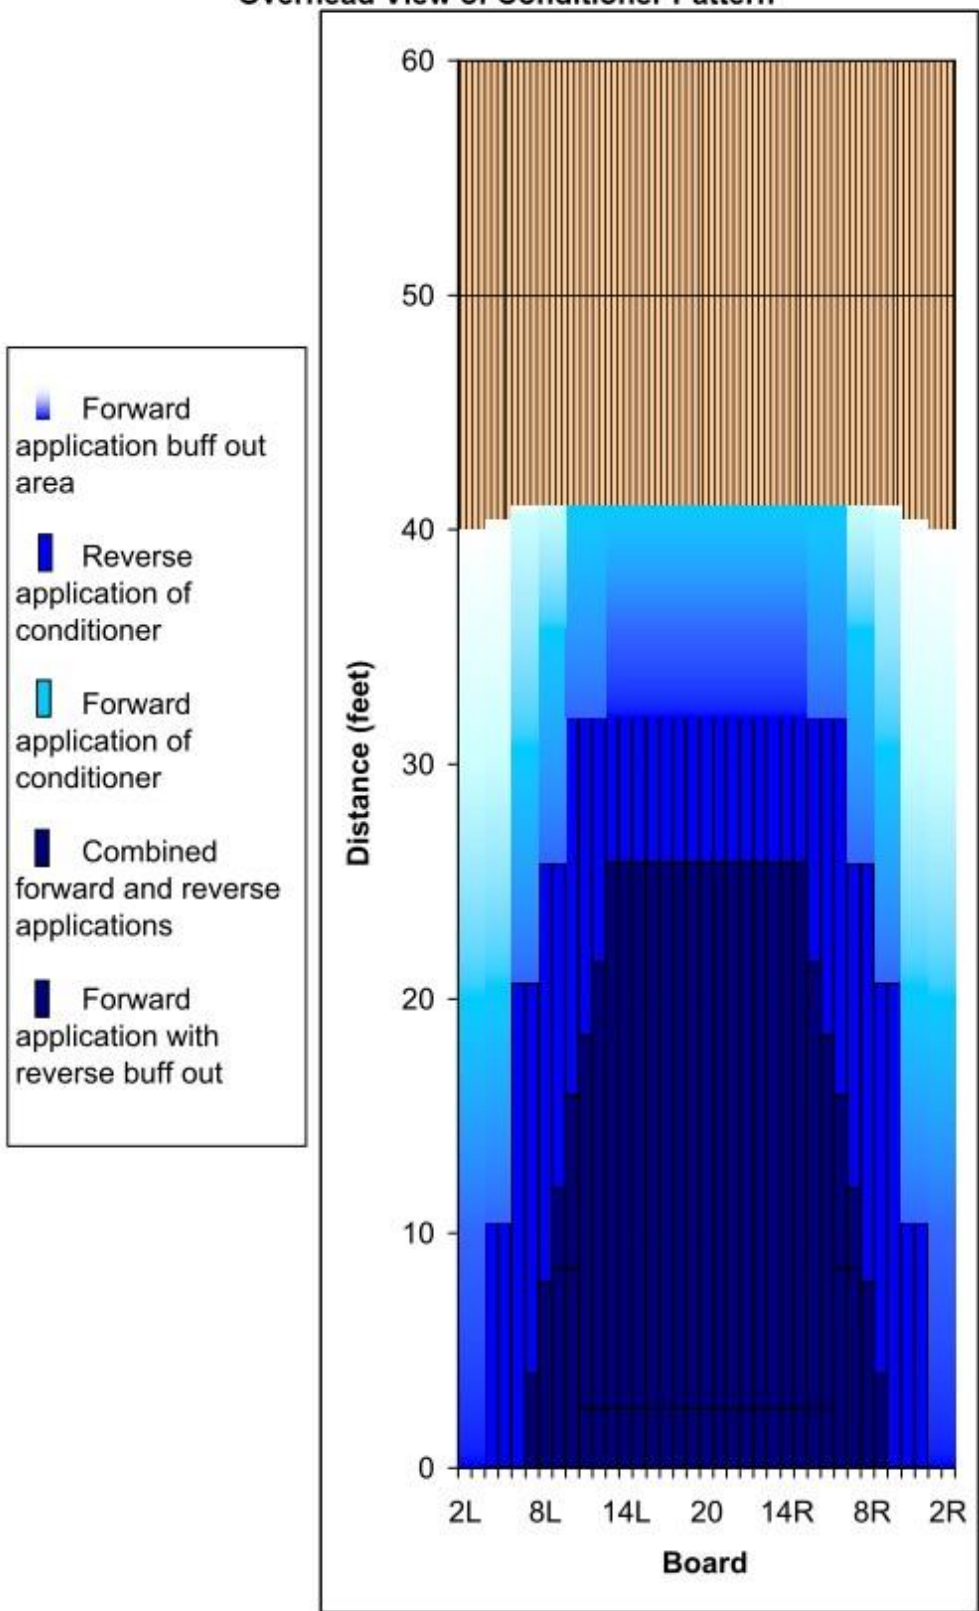 Overhead View of Conditioner Pattern
60
50
40
30
20
10
0
Distance (feet)
2L 8L 14L 20 14R 8R 2R
Board
Forward
application buff out
area
Reverse
application of
conditioner
Forward
application of
conditioner
Combined
forward and reverse
applications
Forward
application with
reverse buff out